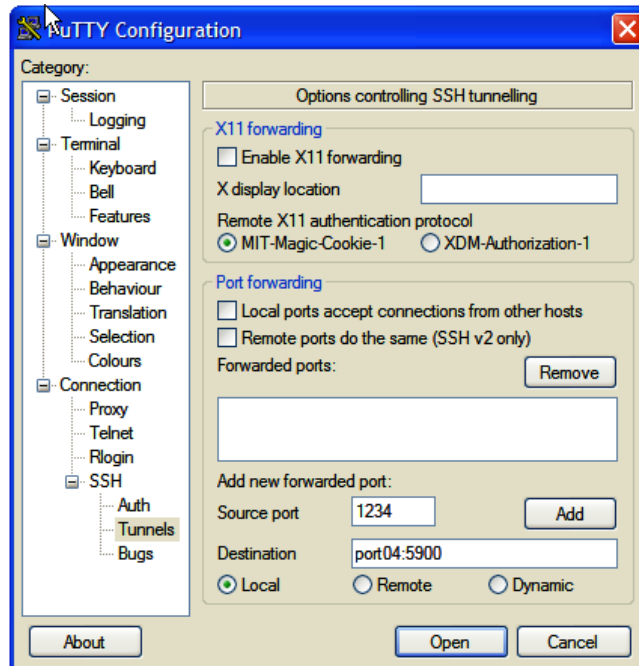 PuTTY Configuration
Category:
Session
Logging
Terminal
Keyboard
Bell
Features
Window
Appearance
Behaviour
Translation
Selection
Colours
Connection
Proxy
Telnet
Rlogin
SSH
Auth
Tunnels
Bugs
Options controlling SSH tunnelling
X11 forwarding
Enable X11 forwarding
X display location
Remote X11 authentication protocol
MIT-Magic-Cookie-1 XDM-Authorization-1
Port forwarding
Local ports accept connections from other hosts
Remote ports do the same (SSH v2 only)
Forwarded ports: Remove
Add new forwarded port:
Source port 1234 Add
Destination port04:5900
Local Remote Dynamic
About Open Cancel